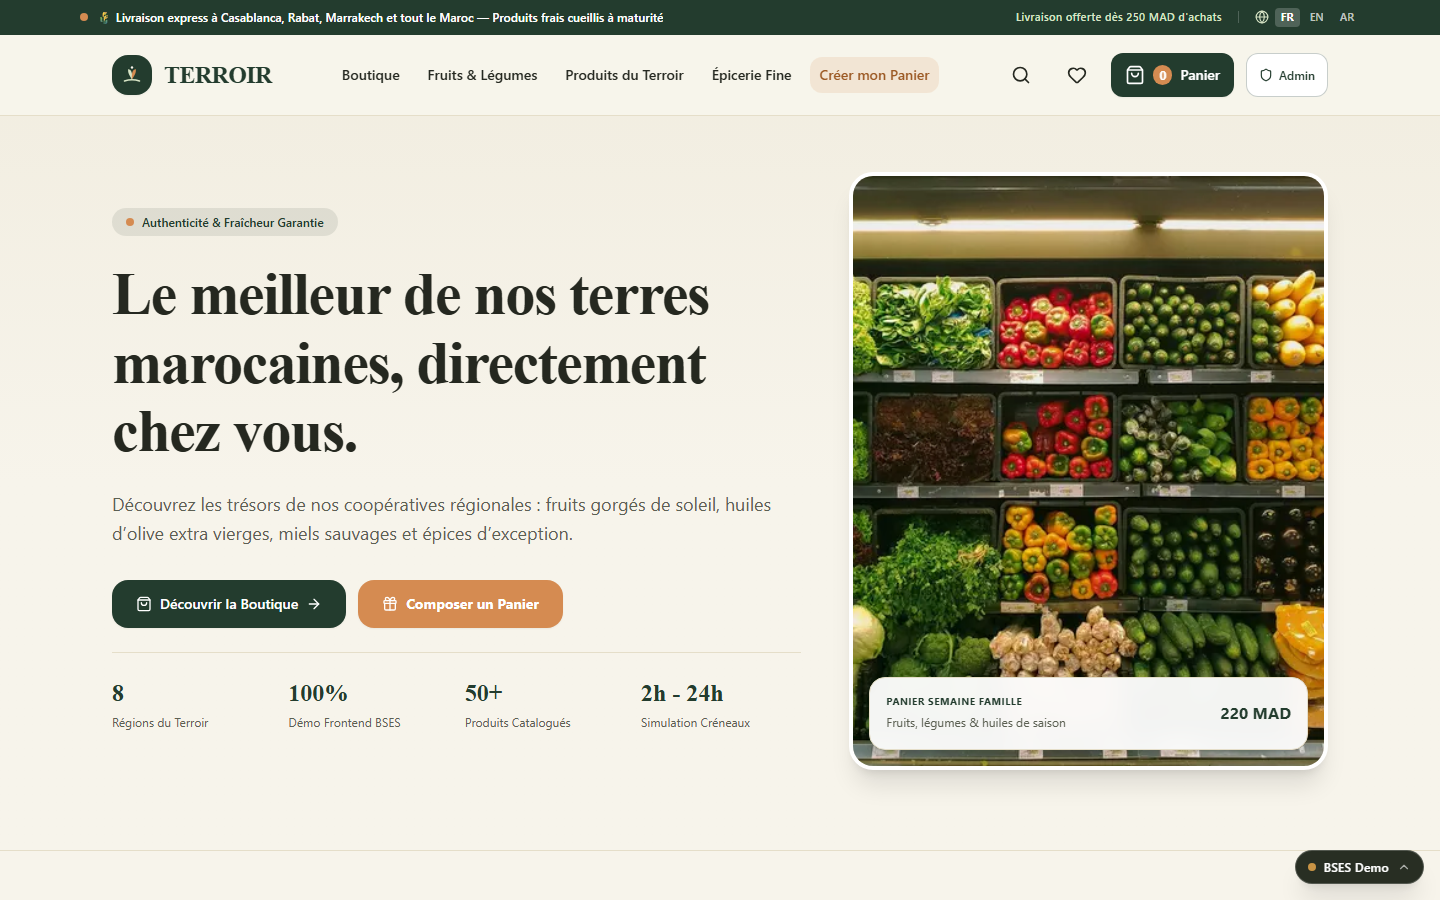 Livraison express à Casablanca, Rabat, Marrakech et tout le Maroc — Produits frais cueillis à maturité
Livraison offerte dès 250 MAD d'achats
FR EN AR
TERROIR
Boutique
Fruits & Légumes
Produits du Terroir
Épicerie Fine
Créer mon Panier
0 Panier
Admin
Authenticité & Fraîcheur Garantie
Le meilleur de nos terres
marocaines, directement
chez vous.
Découvrez les trésors de nos coopératives régionales : fruits gorgés de soleil, huiles
d’olive extra vierges, miels sauvages et épices d’exception.
Découvrir la Boutique
Composer un Panier
8
Régions du Terroir
100%
Démo Frontend BSES
50+
Produits Catalogués
2h - 24h
Simulation Créneaux
PANIER SEMAINE FAMILLE
Fruits, légumes & huiles de saison
220 MAD
BSES Demo